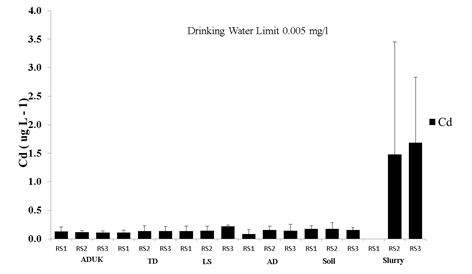 Drinking Water Limit 0.005 mg/l
Cd ( ug L - 1)
4.0
3.5
3.0
2.5
2.0
1.5
1.0
0.5
0.0
Cd
RS1 RS2 RS3 RS1 RS2 RS3 RS1 RS2 RS3 RS1 RS2 RS3 RS1 RS2 RS3 RS1 RS2 RS3
ADUK TD LS AD Soil Slurry